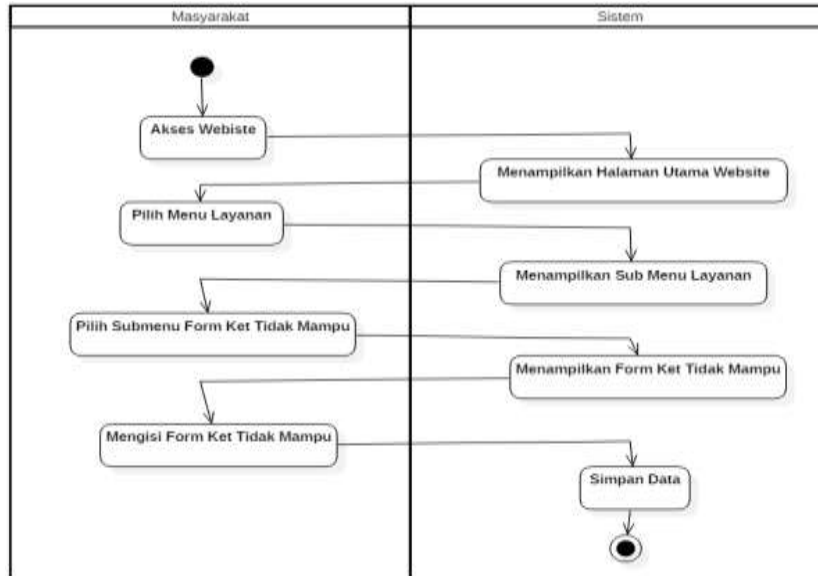 Masyarakat
Sistem
Akses Webiste
Menampilkan Halaman Utama Website
Pilih Menu Layanan
Menampilkan Sub Menu Layanan
Pilih Submenu Form Ket Tidak Mampu
Menampilkan Form Ket Tidak Mampu
Mengisi Form Ket Tidak Mampu
Simpan Data